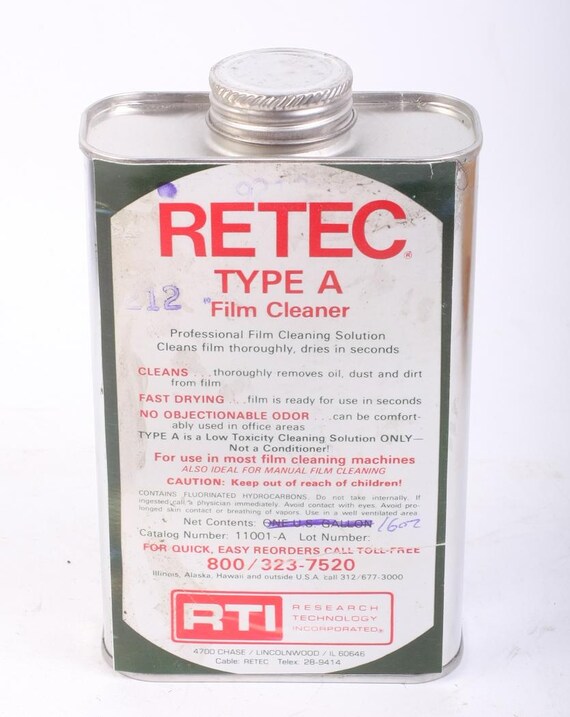 RETEC®
TYPE A
12
Film Cleaner
Professional Film Cleaning Solution
Cleans film thoroughly, dries in seconds
CLEANS ...thoroughly removes oil, dust and dirt
from film
FAST DRYING ...film is ready for use in seconds
NO OBJECTIONABLE ODOR ...can be comfort-
ably used in office areas
TYPE A is a Low Toxicity Cleaning Solution ONLY—
Not a Conditioner!
For use in most film cleaning machines
ALSO IDEAL FOR MANUAL FILM CLEANING
CAUTION: Keep out of reach of children!
CONTAINS FLUORINATED HYDROCARBONS. Do not take internally. If
ingested call physician immediately. Avoid contact with eyes. Avoid pro-
longed skin contact or breathing of vapors. Use in a well ventilated area.
Net Contents: ONE U.S. GALLON 16oz
Catalog Number: 11001-A Lot Number:
FOR QUICK, EASY REORDERS CALL TOLL-FREE
800/323-7520
Illinois, Alaska, Hawaii and outside U.S.A. call 312/677-3000
RTI RESEARCH
TECHNOLOGY
INCORPORATED®
4700 CHASE / LINCOLNWOOD / IL 60646
Cable: RETEC Telex: 28-9414